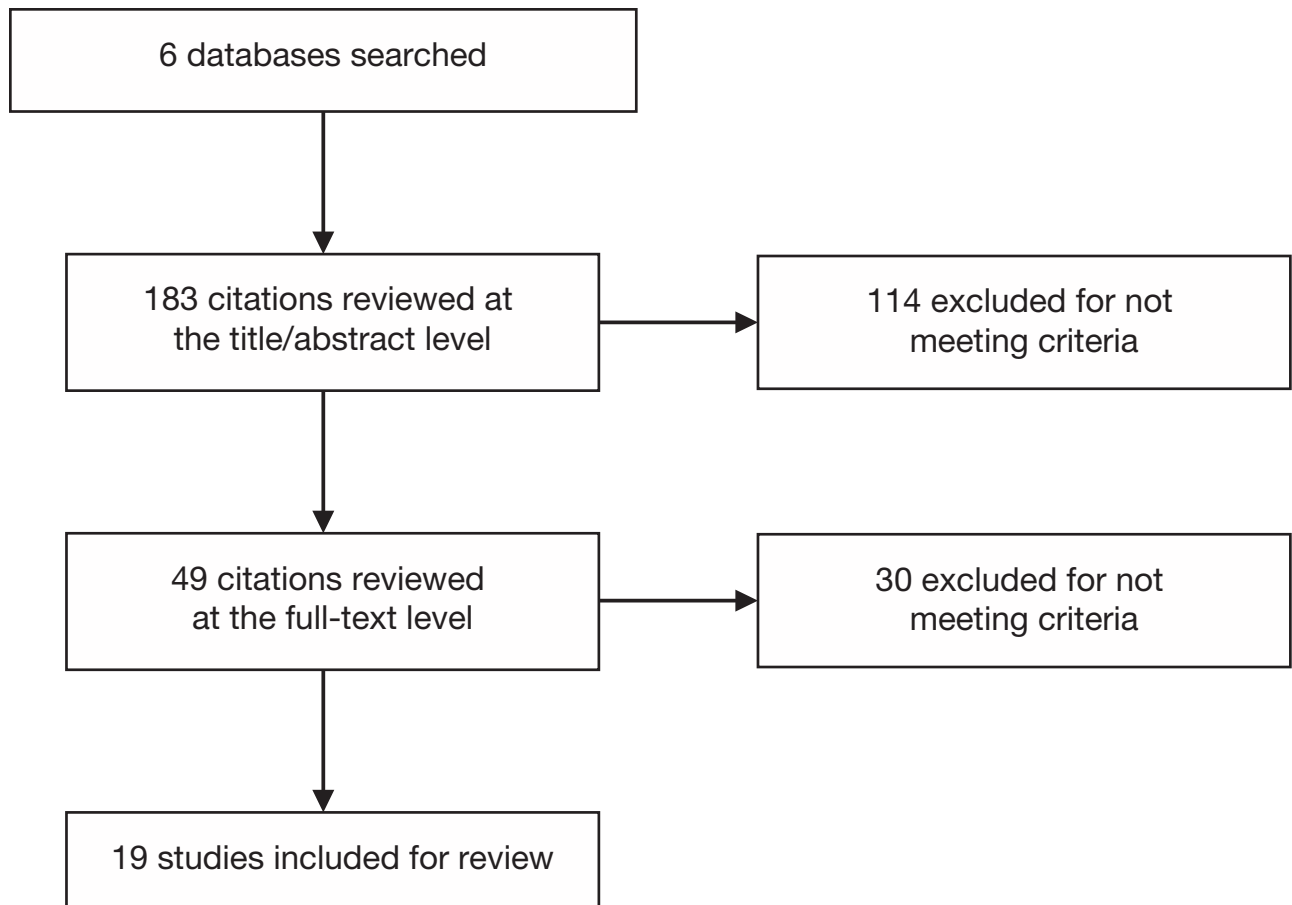 6 databases searched
183 citations reviewed at
the title/abstract level
114 excluded for not
meeting criteria
49 citations reviewed
at the full-text level
30 excluded for not
meeting criteria
19 studies included for review